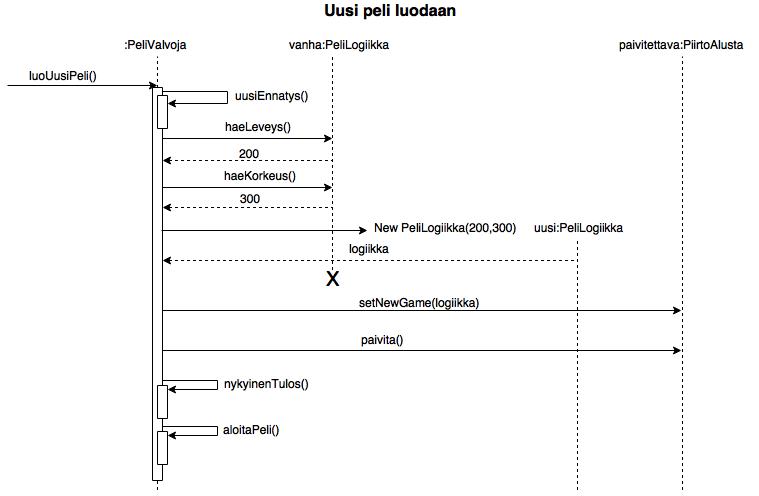 Uusi peli luodaan
:PeliValvoja
vanha:PeliLogiikka
paivitettava:PiirtoAlusta
luoUusiPeli()
uusiEnnatys()
haeLeveys()
200
haeKorkeus()
300
New PeliLogiikka(200,300)
uusi:PeliLogiikka
logiikka
X
setNewGame(logiikka)
paivita()
nykyinenTulos()
aloitaPeli()